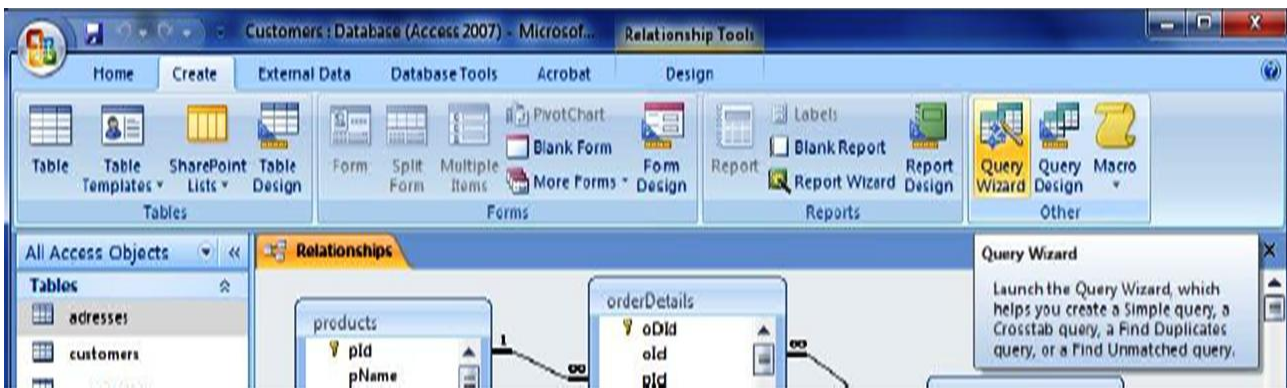 Customers : Database (Access 2007) - Microsof...
Relationship Tools
Home
Create
External Data
Database Tools
Acrobat
Design
Table
Table Templates
SharePoint Lists
Table Design
Form
Split Form
Multiple Items
PivotChart
Blank Form
More Forms
Form Design
Report
Labels
Blank Report
Report Wizard
Report Design
Query Wizard
Query Design
Macro
Tables
Forms
Reports
Other
All Access Objects
Relationships
Tables
adresses
customers
products
pId
pName
1
∞
orderDetails
oDId
oId
pId
∞
Query Wizard
Launch the Query Wizard, which
helps you create a Simple query, a
Crosstab query, a Find Duplicates
query, or a Find Unmatched query.